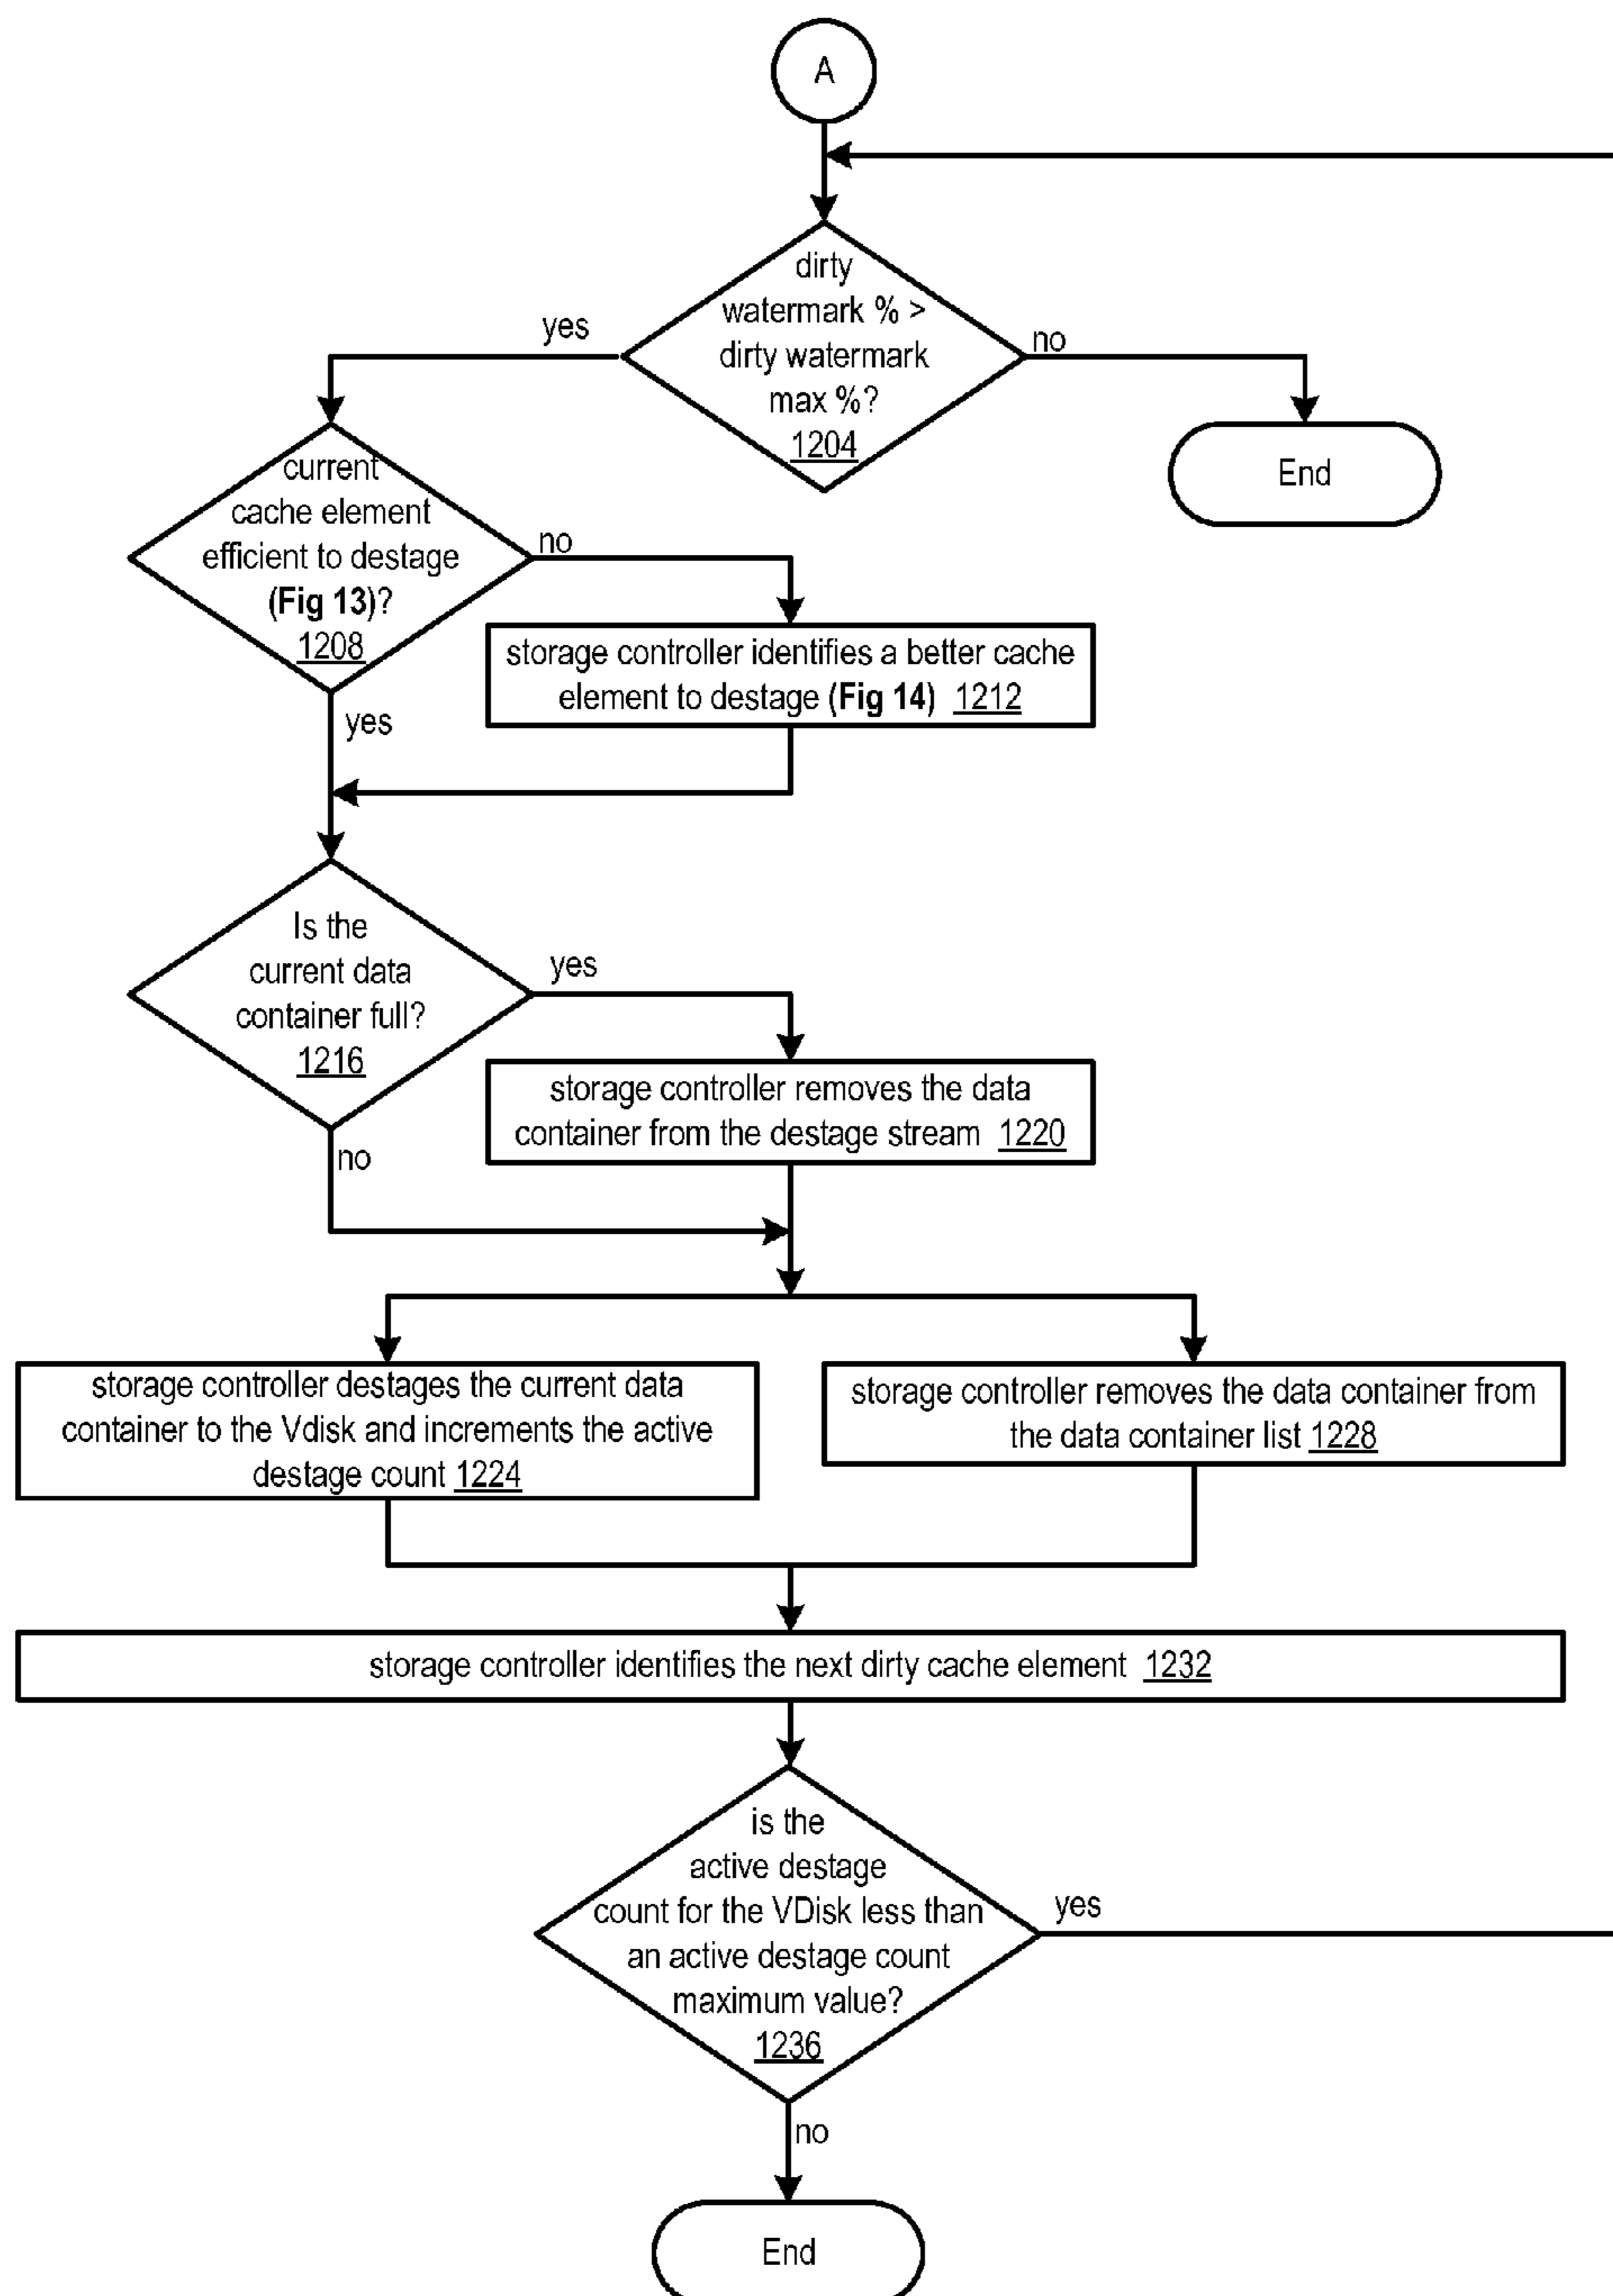 A
dirty
watermark % >
dirty watermark
max %?
1204
yes
no
End
current
cache element
efficient to destage
(Fig 13)?
1208
no
storage controller identifies a better cache
element to destage (Fig 14) 1212
yes
Is the
current data
container full?
1216
yes
storage controller removes the data
container from the destage stream 1220
no
storage controller destages the current data
container to the Vdisk and increments the active
destage count 1224
storage controller removes the data container from
the data container list 1228
storage controller identifies the next dirty cache element 1232
is the
active destage
count for the VDisk less than
an active destage count
maximum value?
1236
yes
no
End